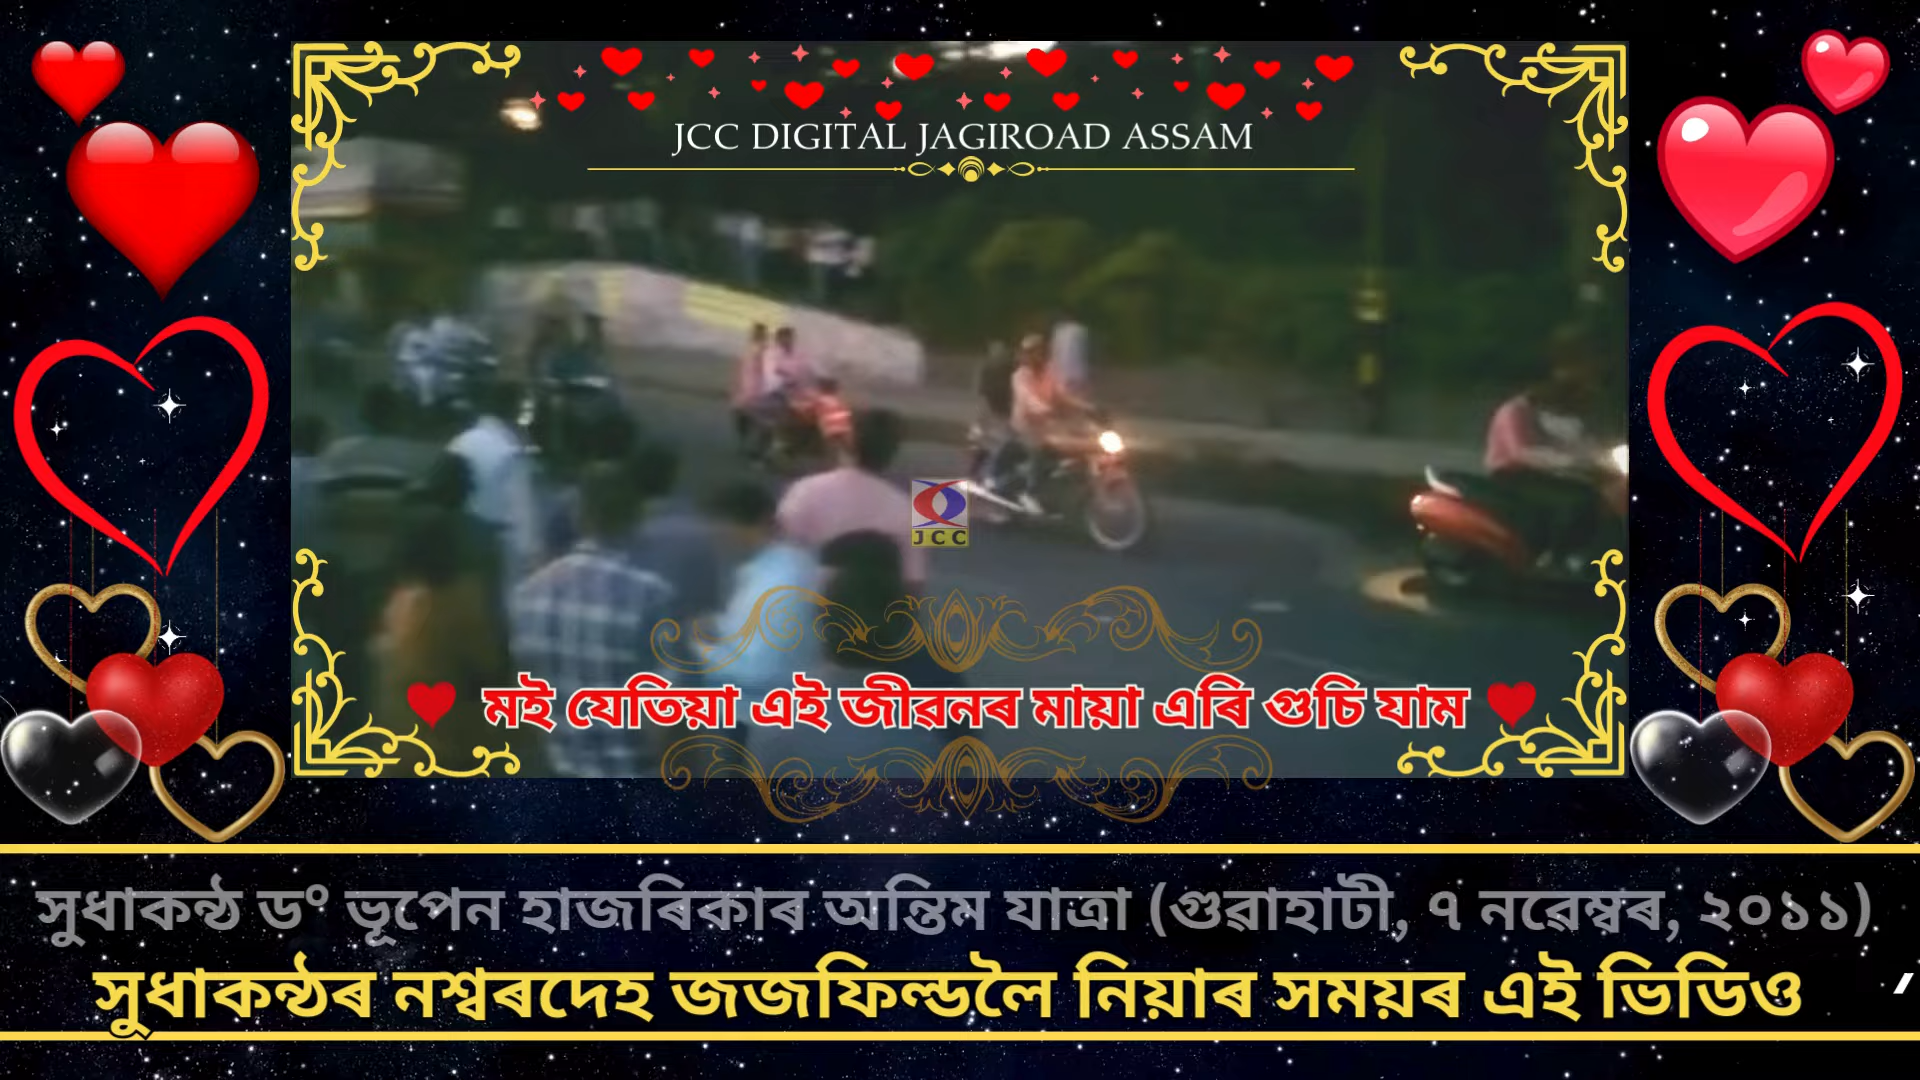 JCC DIGITAL JAGIROAD ASSAM
JCC
মই যেতিয়া এই জীৱনৰ মায়া এৰি গুচি যাম
সুধাকন্ঠ ড° ভূপেন হাজৰিকাৰ অন্তিম যাত্ৰা (গুৱাহাটী, ৭ নৱেম্বৰ, ২০১১)
সুধাকন্ঠৰ নশ্বৰদেহ জজফিল্ডলৈ নিয়াৰ সময়ৰ এই ভিডিও